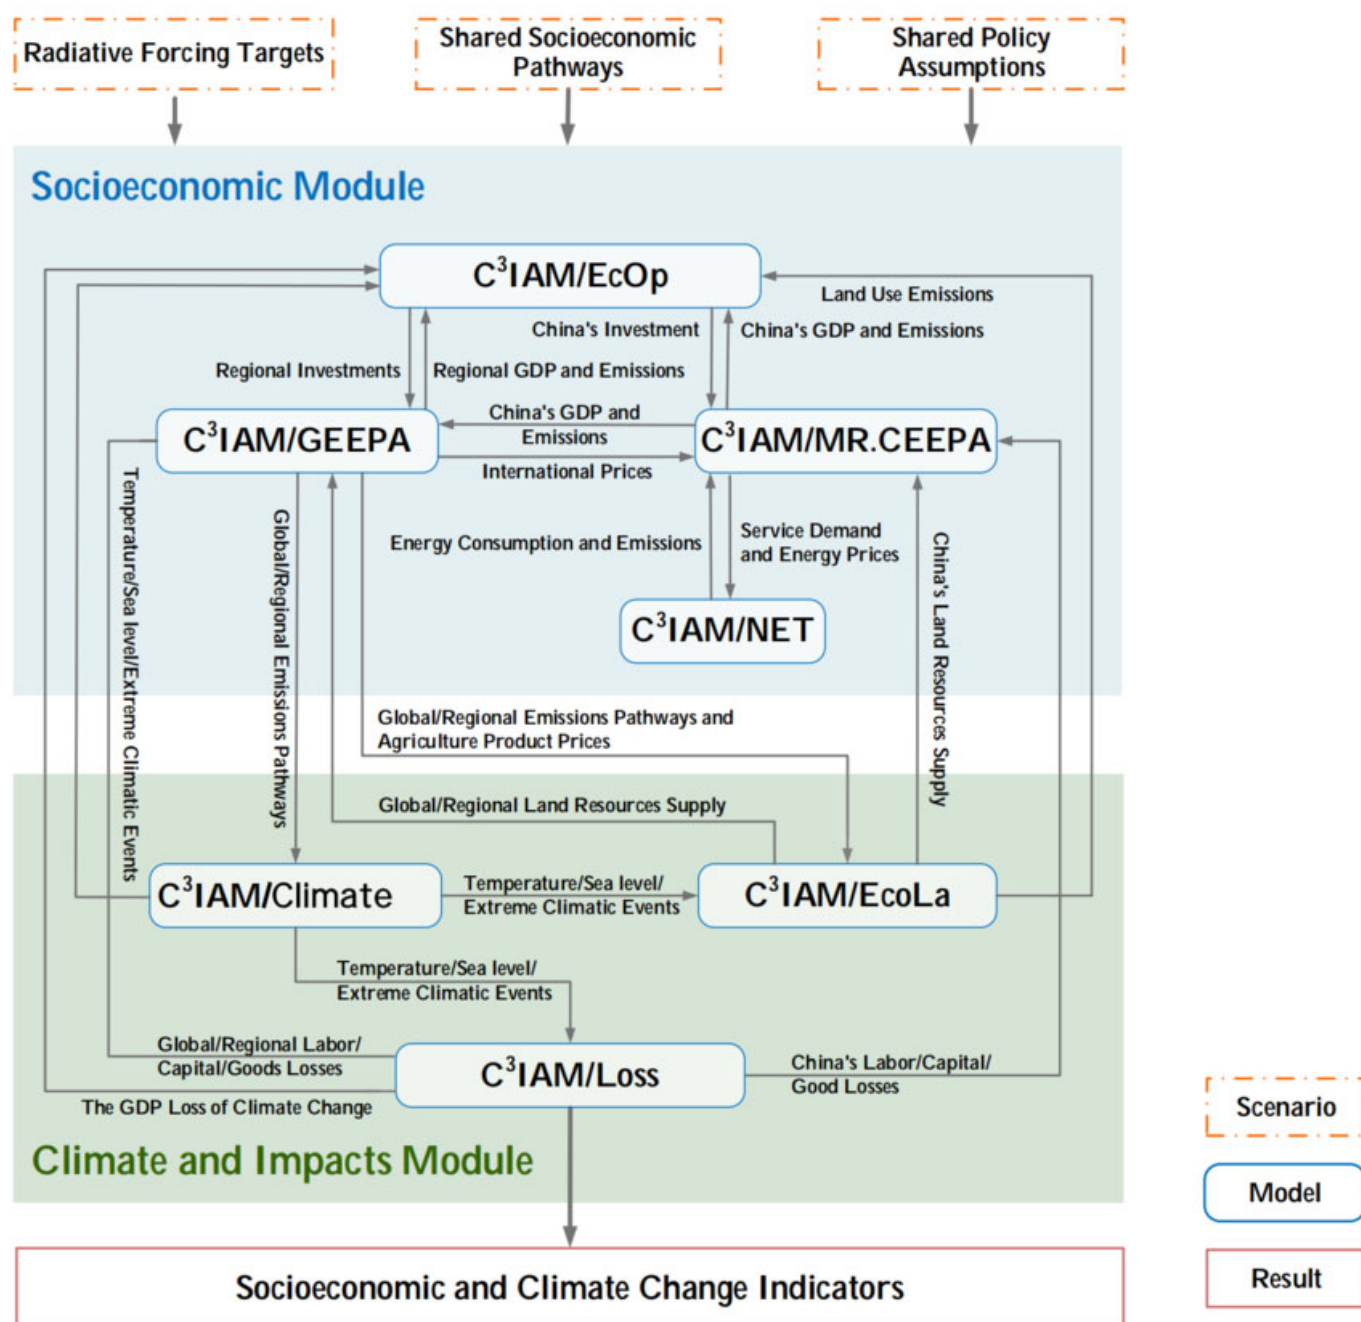 Radiative Forcing Targets
Shared Socioeconomic
Pathways
Shared Policy
Assumptions
Socioeconomic Module
C³IAM/EcOp
Land Use Emissions
China's Investment
China's GDP and Emissions
Regional Investments
Regional GDP and Emissions
China's GDP and
Emissions
C³IAM/GEEPA
C³IAM/MR.CEEPA
International Prices
Temperature/Sea level/Extreme Climatic Events
Global/Regional Emissions Pathways
Energy Consumption and Emissions
Service Demand
and Energy Prices
China's Land Resources Supply
C³IAM/NET
Global/Regional Emissions Pathways and
Agriculture Product Prices
Global/Regional Land Resources Supply
C³IAM/Climate
Temperature/Sea level/
Extreme Climatic Events
C³IAM/EcoLa
Temperature/Sea level/
Extreme Climatic Events
Global/Regional Labor/
Capital/Goods Losses
C³IAM/Loss
China's Labor/Capital/
Good Losses
The GDP Loss of Climate Change
Climate and Impacts Module
Socioeconomic and Climate Change Indicators
Scenario
Model
Result